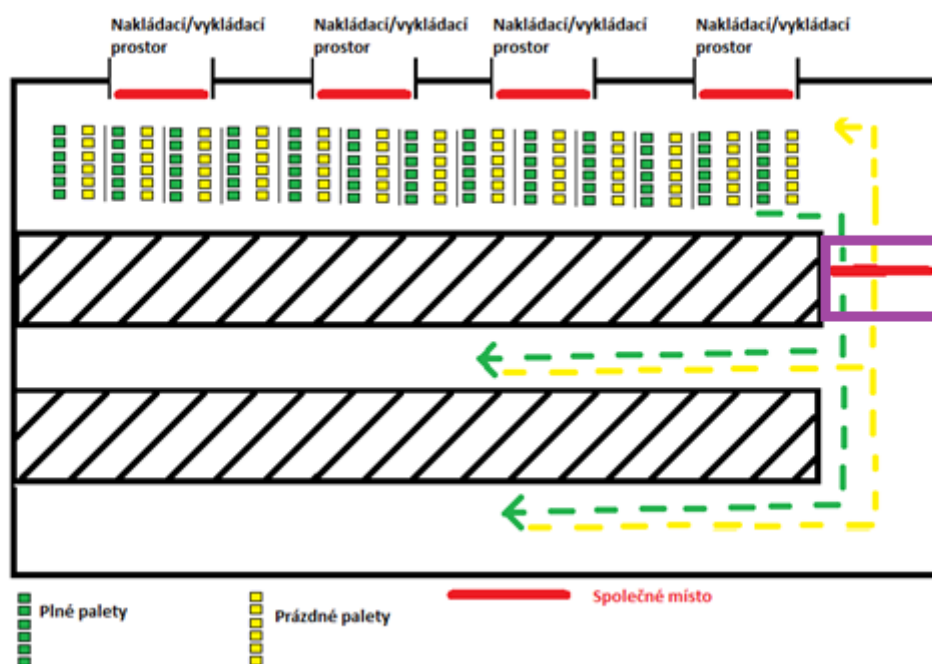 Nakládací/vykládací
prostor
Nakládací/vykládací
prostor
Nakládací/vykládací
prostor
Nakládací/vykládací
prostor
Plné palety
Prázdné palety
Společné místo